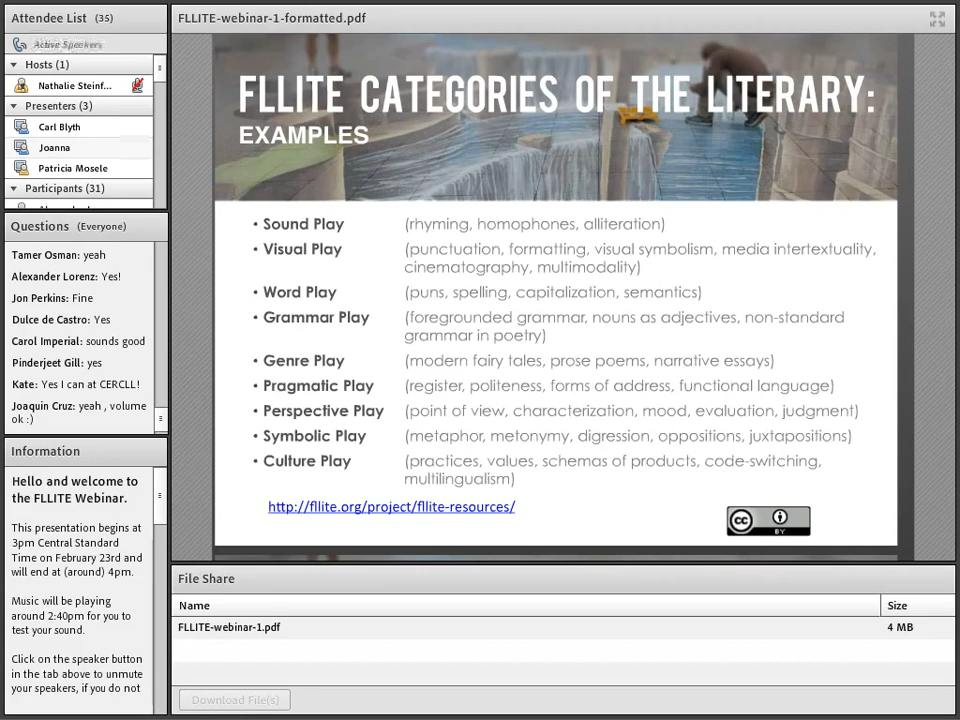 Attendee List (35)
Active Speakers
Hosts (1)
Nathalie Steinf...
Presenters (3)
Carl Blyth
Joanna
Patricia Mosele
Participants (31)
Questions (Everyone)
Tamer Osman: yeah
Alexander Lorenz: Yes!
Jon Perkins: Fine
Dulce de Castro: Yes
Carol Imperial: sounds good
Pinderjeet Gill: yes
Kate: Yes I can at CERCLL!
Joaquin Cruz: yeah , volume
ok :)
Information
Hello and welcome to
the FLLITE Webinar.
This presentation begins at
3pm Central Standard
Time on February 23rd and
will end at (around) 4pm.
Music will be playing
around 2:40pm for you to
test your sound.
Click on the speaker button
in the tab above to unmute
your speakers, if you do not
FLLITE-webinar-1-formatted.pdf
FLLITE CATEGORIES OF THE LITERARY:
EXAMPLES
• Sound Play (rhyming, homophones, alliteration)
• Visual Play (punctuation, formatting, visual symbolism, media intertextuality,
cinematography, multimodality)
• Word Play (puns, spelling, capitalization, semantics)
• Grammar Play (foregrounded grammar, nouns as adjectives, non-standard
grammar in poetry)
• Genre Play (modern fairy tales, prose poems, narrative essays)
• Pragmatic Play (register, politeness, forms of address, functional language)
• Perspective Play (point of view, characterization, mood, evaluation, judgment)
• Symbolic Play (metaphor, metonymy, digression, oppositions, juxtapositions)
• Culture Play (practices, values, schemas of products, code-switching,
multilingualism)
http://fllite.org/project/fllite-resources/
cc BY
File Share
Name Size
FLLITE-webinar-1.pdf 4 MB
Download File(s)